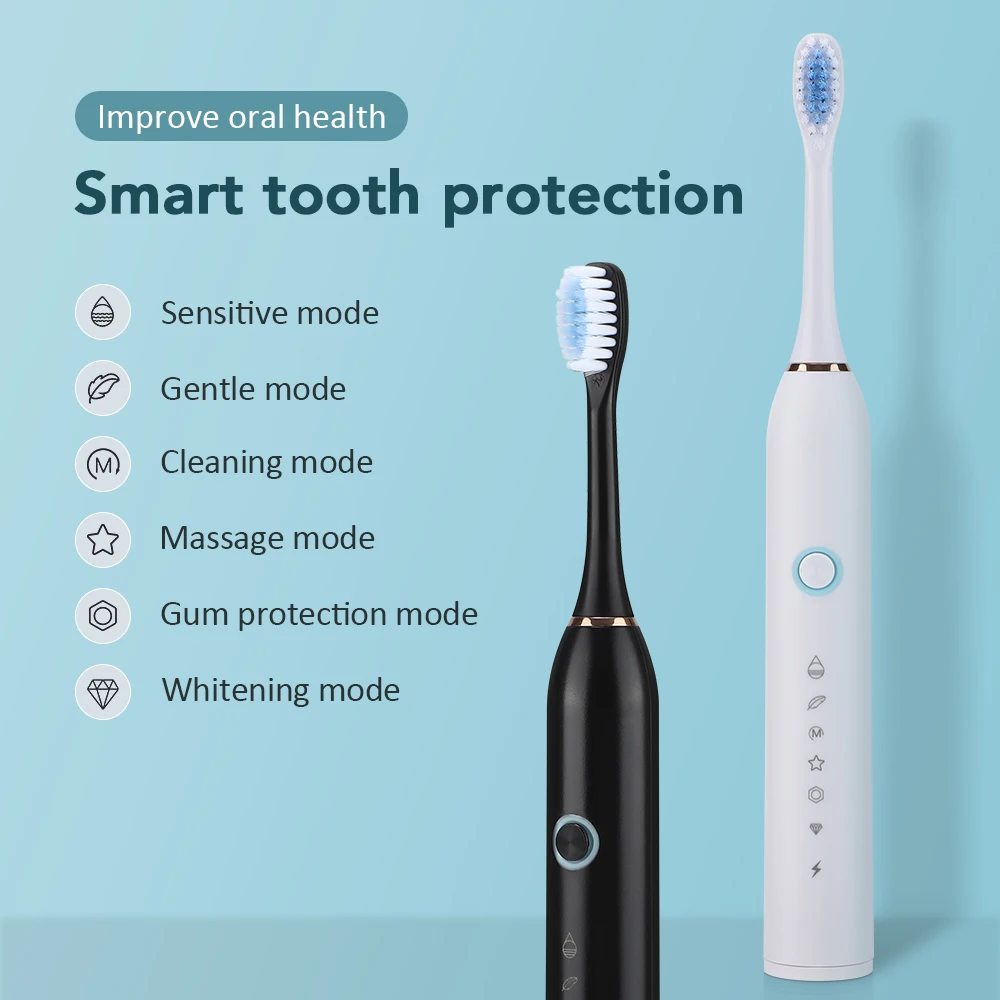 Improve oral health
Smart tooth protection
Sensitive mode
Gentle mode
M
Cleaning mode
Massage mode
Gum protection mode
Whitening mode
M